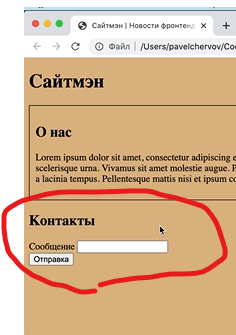 Сайтмэн | Новости фронтенд
Файл | /Users/pavelchervov/Coc
Сайтмэн
О нас
Lorem ipsum dolor sit amet, consectetur adipiscing e
scelerisque urna. Vivamus sit amet molestie augue. P
a lacinia tempus. Pellentesque mattis nisi et ipsum co
Контакты
Сообщение
Отправка